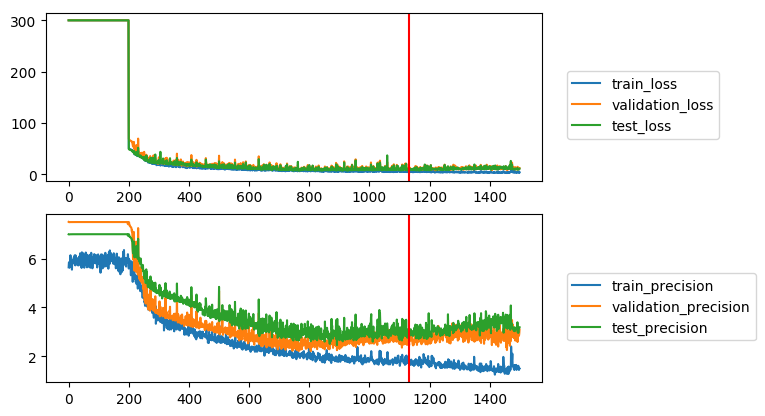 300
200
100
0
0 200 400 600 800 1000 1200 1400
train_loss
validation_loss
test_loss
6
4
2
0 200 400 600 800 1000 1200 1400
train_precision
validation_precision
test_precision